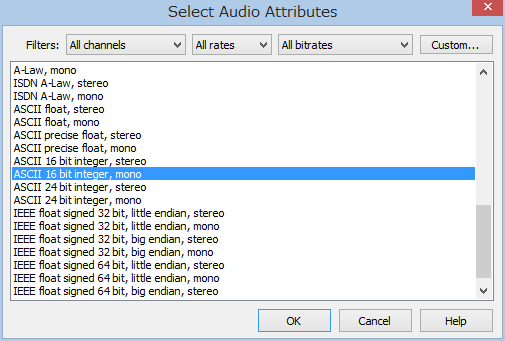 Select Audio Attributes
Filters: All channels All rates All bitrates Custom...
A-Law, mono
ISDN A-Law, stereo
ISDN A-Law, mono
ASCII float, stereo
ASCII float, mono
ASCII precise float, stereo
ASCII precise float, mono
ASCII 16 bit integer, stereo
ASCII 16 bit integer, mono
ASCII 24 bit integer, stereo
ASCII 24 bit integer, mono
IEEE float signed 32 bit, little endian, stereo
IEEE float signed 32 bit, little endian, mono
IEEE float signed 32 bit, big endian, stereo
IEEE float signed 32 bit, big endian, mono
IEEE float signed 64 bit, little endian, stereo
IEEE float signed 64 bit, little endian, mono
IEEE float signed 64 bit, big endian, stereo
OK Cancel Help